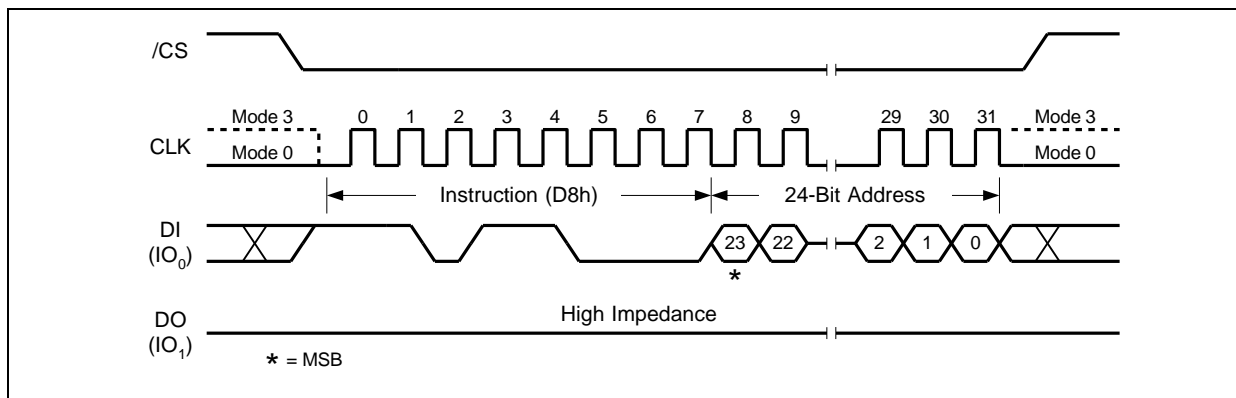 /CS
Mode 3 0 1 2 3 4 5 6 7 8 9 29 30 31 Mode 3
CLK Mode 0 Mode 0
Instruction (D8h) 24-Bit Address
DI
(IO₀) 23 22 2 1 0
*
DO High Impedance
(IO₁)
* = MSB